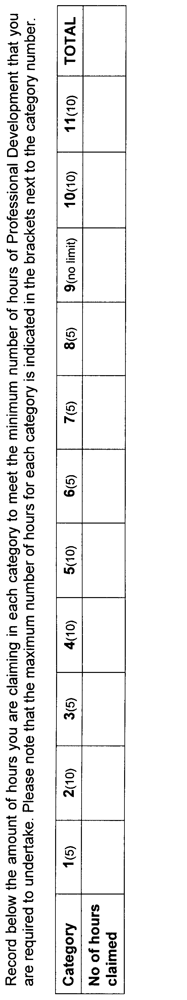 Record below the amount of hours you are claiming in each category to meet the minimum number of hours of Professional Development that you
are required to undertake. Please note that the maximum number of hours for each category is indicated in the brackets next to the category number.
Category 1(5) 2(10) 3(5) 4(10) 5(10) 6(5) 7(5) 8(5) 9(no limit) 10(10) 11(10) TOTAL
No of hours
claimed